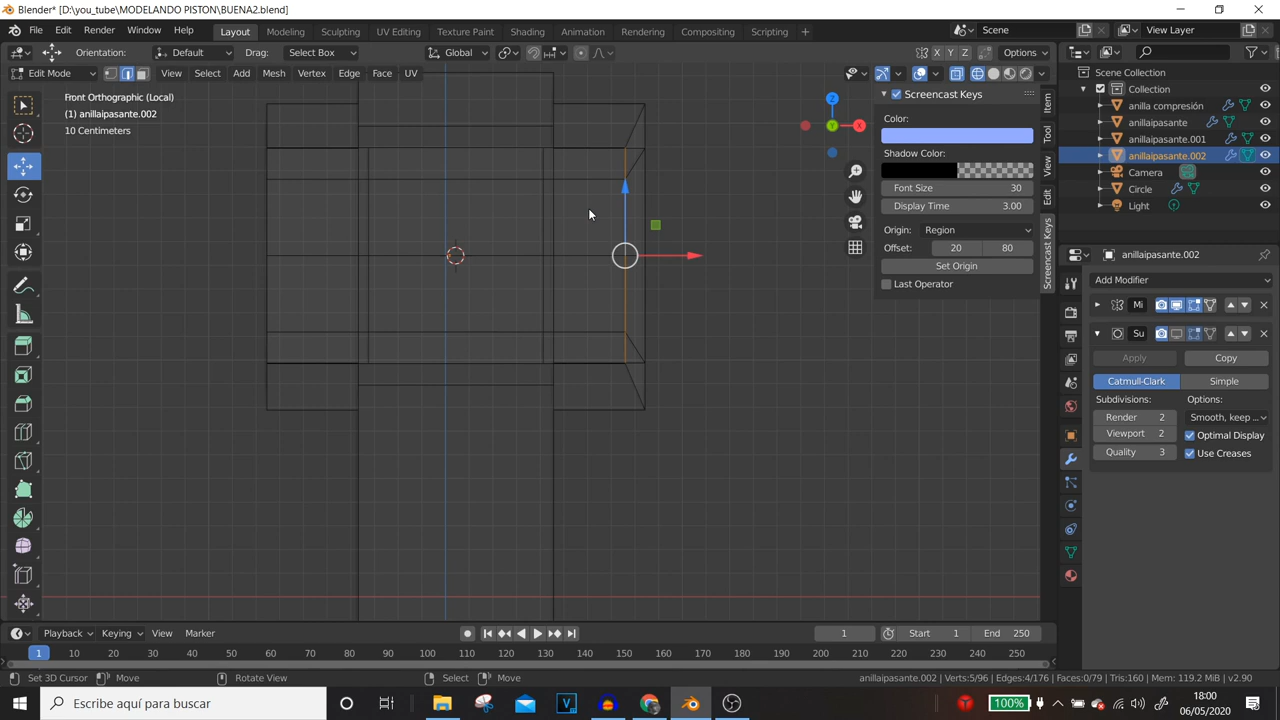 Blender* [D:\you_tube\MODELANDO PISTON\BUENA2.blend]
File Edit Render Window Help Layout Modeling Sculpting UV Editing Texture Paint Shading Animation Rendering Compositing Scripting + Scene View Layer
Orientation: Default Drag: Select Box Global X Y Z Options
Edit Mode View Select Add Mesh Vertex Edge Face UV
Front Orthographic (Local)
(1) anillaipasante.002
10 Centimeters
Z
X
Y
Screencast Keys
Color:
Shadow Color:
Font Size 30
Display Time 3.00
Origin: Region
Offset: 20 80
Set Origin
Last Operator
Item
Tool
View
Edit
Screencast Keys
Scene Collection
Collection
anilla compresión
anillaipasante
anillaipasante.001
anillaipasante.002
Camera
Circle
Light
anillaipasante.002
Add Modifier
Mi
Su
Apply Copy
Catmull-Clark Simple
Subdivisions: Options:
Render 2 Smooth, keep ...
Viewport 2 Optimal Display
Quality 3 Use Creases
Playback Keying View Marker 1 Start 1 End 250
1 10 20 30 40 50 60 70 80 90 100 110 120 130 140 150 160 170 180 190 200 210 220 230 240 250
Set 3D Cursor Move Rotate View Select Move anillaipasante.002 | Verts:5/96 | Edges:4/176 | Faces:0/79 | Tris:160 | Mem: 119.2 MiB | v2.90
Escribe aquí para buscar 100% 18:00
06/05/2020